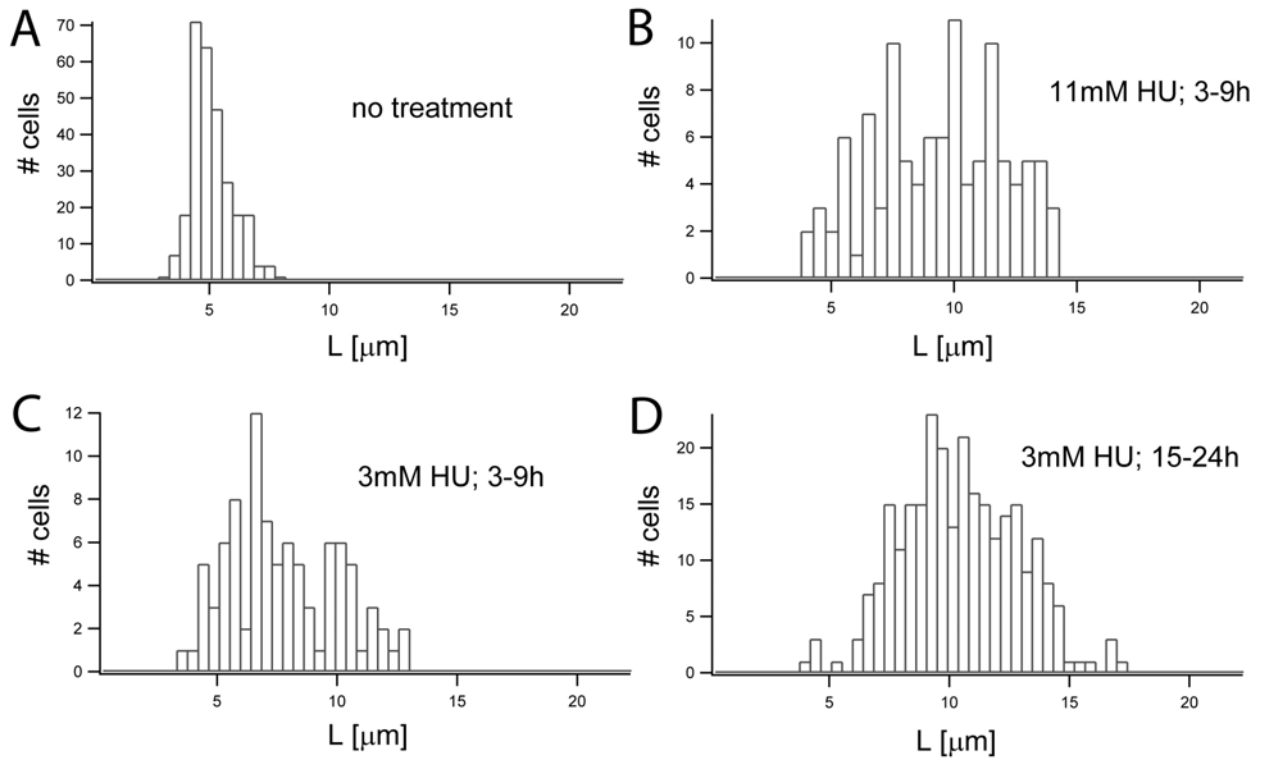 A
70
60
50
40
30
20
10
0
# cells
no treatment
5 10 15 20
L [μm]
B
10
8
6
4
2
0
# cells
11mM HU; 3-9h
5 10 15 20
L [μm]
C
12
10
8
6
4
2
0
# cells
3mM HU; 3-9h
5 10 15 20
L [μm]
D
20
15
10
5
0
# cells
3mM HU; 15-24h
5 10 15 20
L [μm]